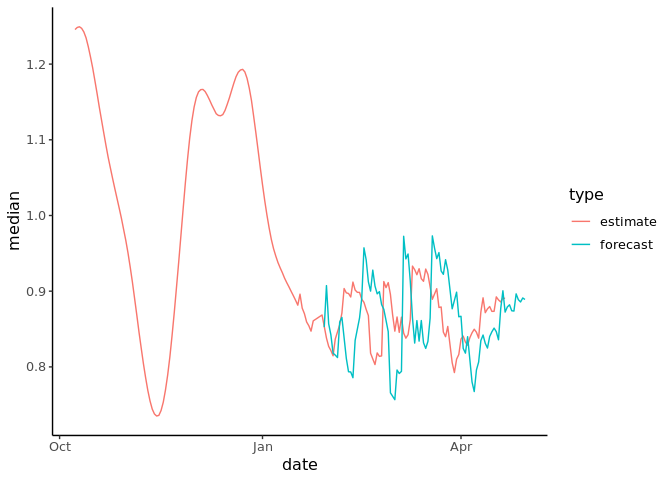 1.2
1.1
1.0
0.9
0.8
median
Oct
Jan
Apr
date
type
estimate
forecast